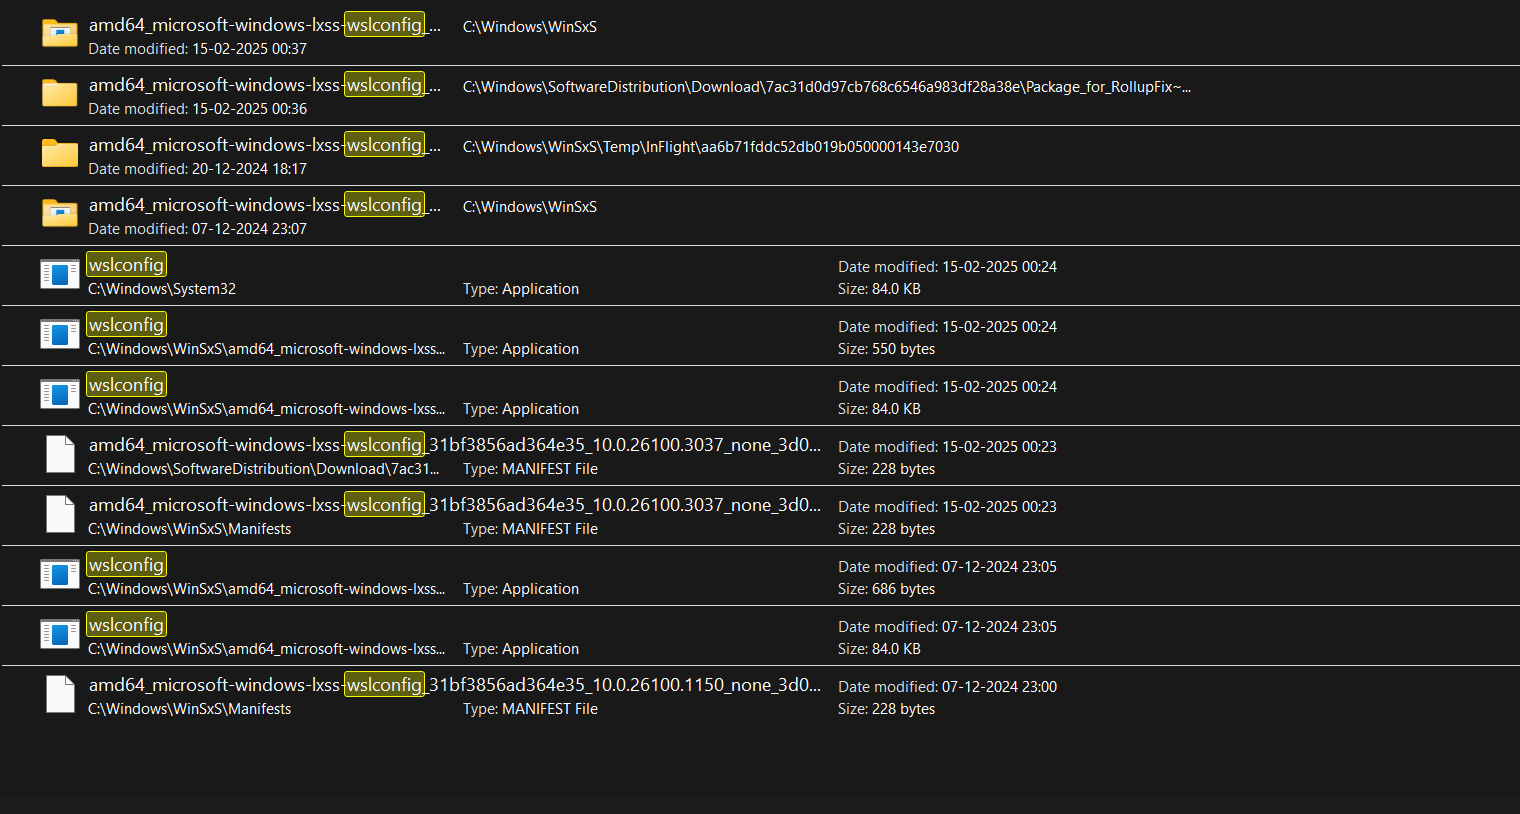 amd64_microsoft-windows-lxss-wslconfig_... C:\Windows\WinSxS
Date modified: 15-02-2025 00:37
amd64_microsoft-windows-lxss-wslconfig_... C:\Windows\SoftwareDistribution\Download\7ac31d0d97cb768c6546a983df28a38e\Package_for_RollupFix~...
Date modified: 15-02-2025 00:36
amd64_microsoft-windows-lxss-wslconfig_... C:\Windows\WinSxS\Temp\InFlight\aa6b71fddc52db019b050000143e7030
Date modified: 20-12-2024 18:17
amd64_microsoft-windows-lxss-wslconfig_... C:\Windows\WinSxS
Date modified: 07-12-2024 23:07
wslconfig Date modified: 15-02-2025 00:24
C:\Windows\System32 Type: Application Size: 84.0 KB
wslconfig Date modified: 15-02-2025 00:24
C:\Windows\WinSxS\amd64_microsoft-windows-lxss... Type: Application Size: 550 bytes
wslconfig Date modified: 15-02-2025 00:24
C:\Windows\WinSxS\amd64_microsoft-windows-lxss... Type: Application Size: 84.0 KB
amd64_microsoft-windows-lxss-wslconfig_31bf3856ad364e35_10.0.26100.3037_none_3d0... Date modified: 15-02-2025 00:23
C:\Windows\SoftwareDistribution\Download\7ac31... Type: MANIFEST File Size: 228 bytes
amd64_microsoft-windows-lxss-wslconfig_31bf3856ad364e35_10.0.26100.3037_none_3d0... Date modified: 15-02-2025 00:23
C:\Windows\WinSxS\Manifests Type: MANIFEST File Size: 228 bytes
wslconfig Date modified: 07-12-2024 23:05
C:\Windows\WinSxS\amd64_microsoft-windows-lxss... Type: Application Size: 686 bytes
wslconfig Date modified: 07-12-2024 23:05
C:\Windows\WinSxS\amd64_microsoft-windows-lxss... Type: Application Size: 84.0 KB
amd64_microsoft-windows-lxss-wslconfig_31bf3856ad364e35_10.0.26100.1150_none_3d0... Date modified: 07-12-2024 23:00
C:\Windows\WinSxS\Manifests Type: MANIFEST File Size: 228 bytes